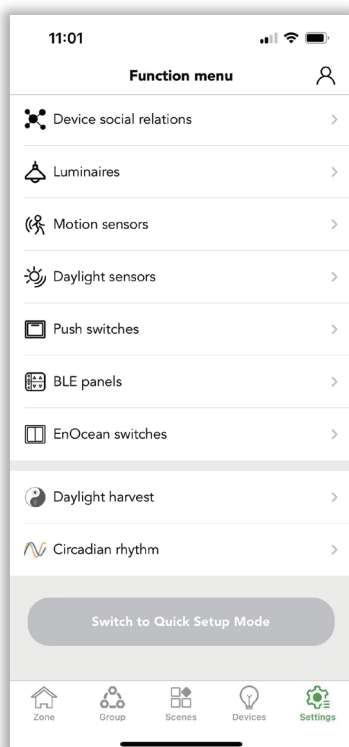 11:01
Function menu
Device social relations
Luminaires
Motion sensors
Daylight sensors
Push switches
BLE panels
EnOcean switches
Daylight harvest
Circadian rhythm
Switch to Quick Setup Mode
Zone Group Scenes Devices Settings